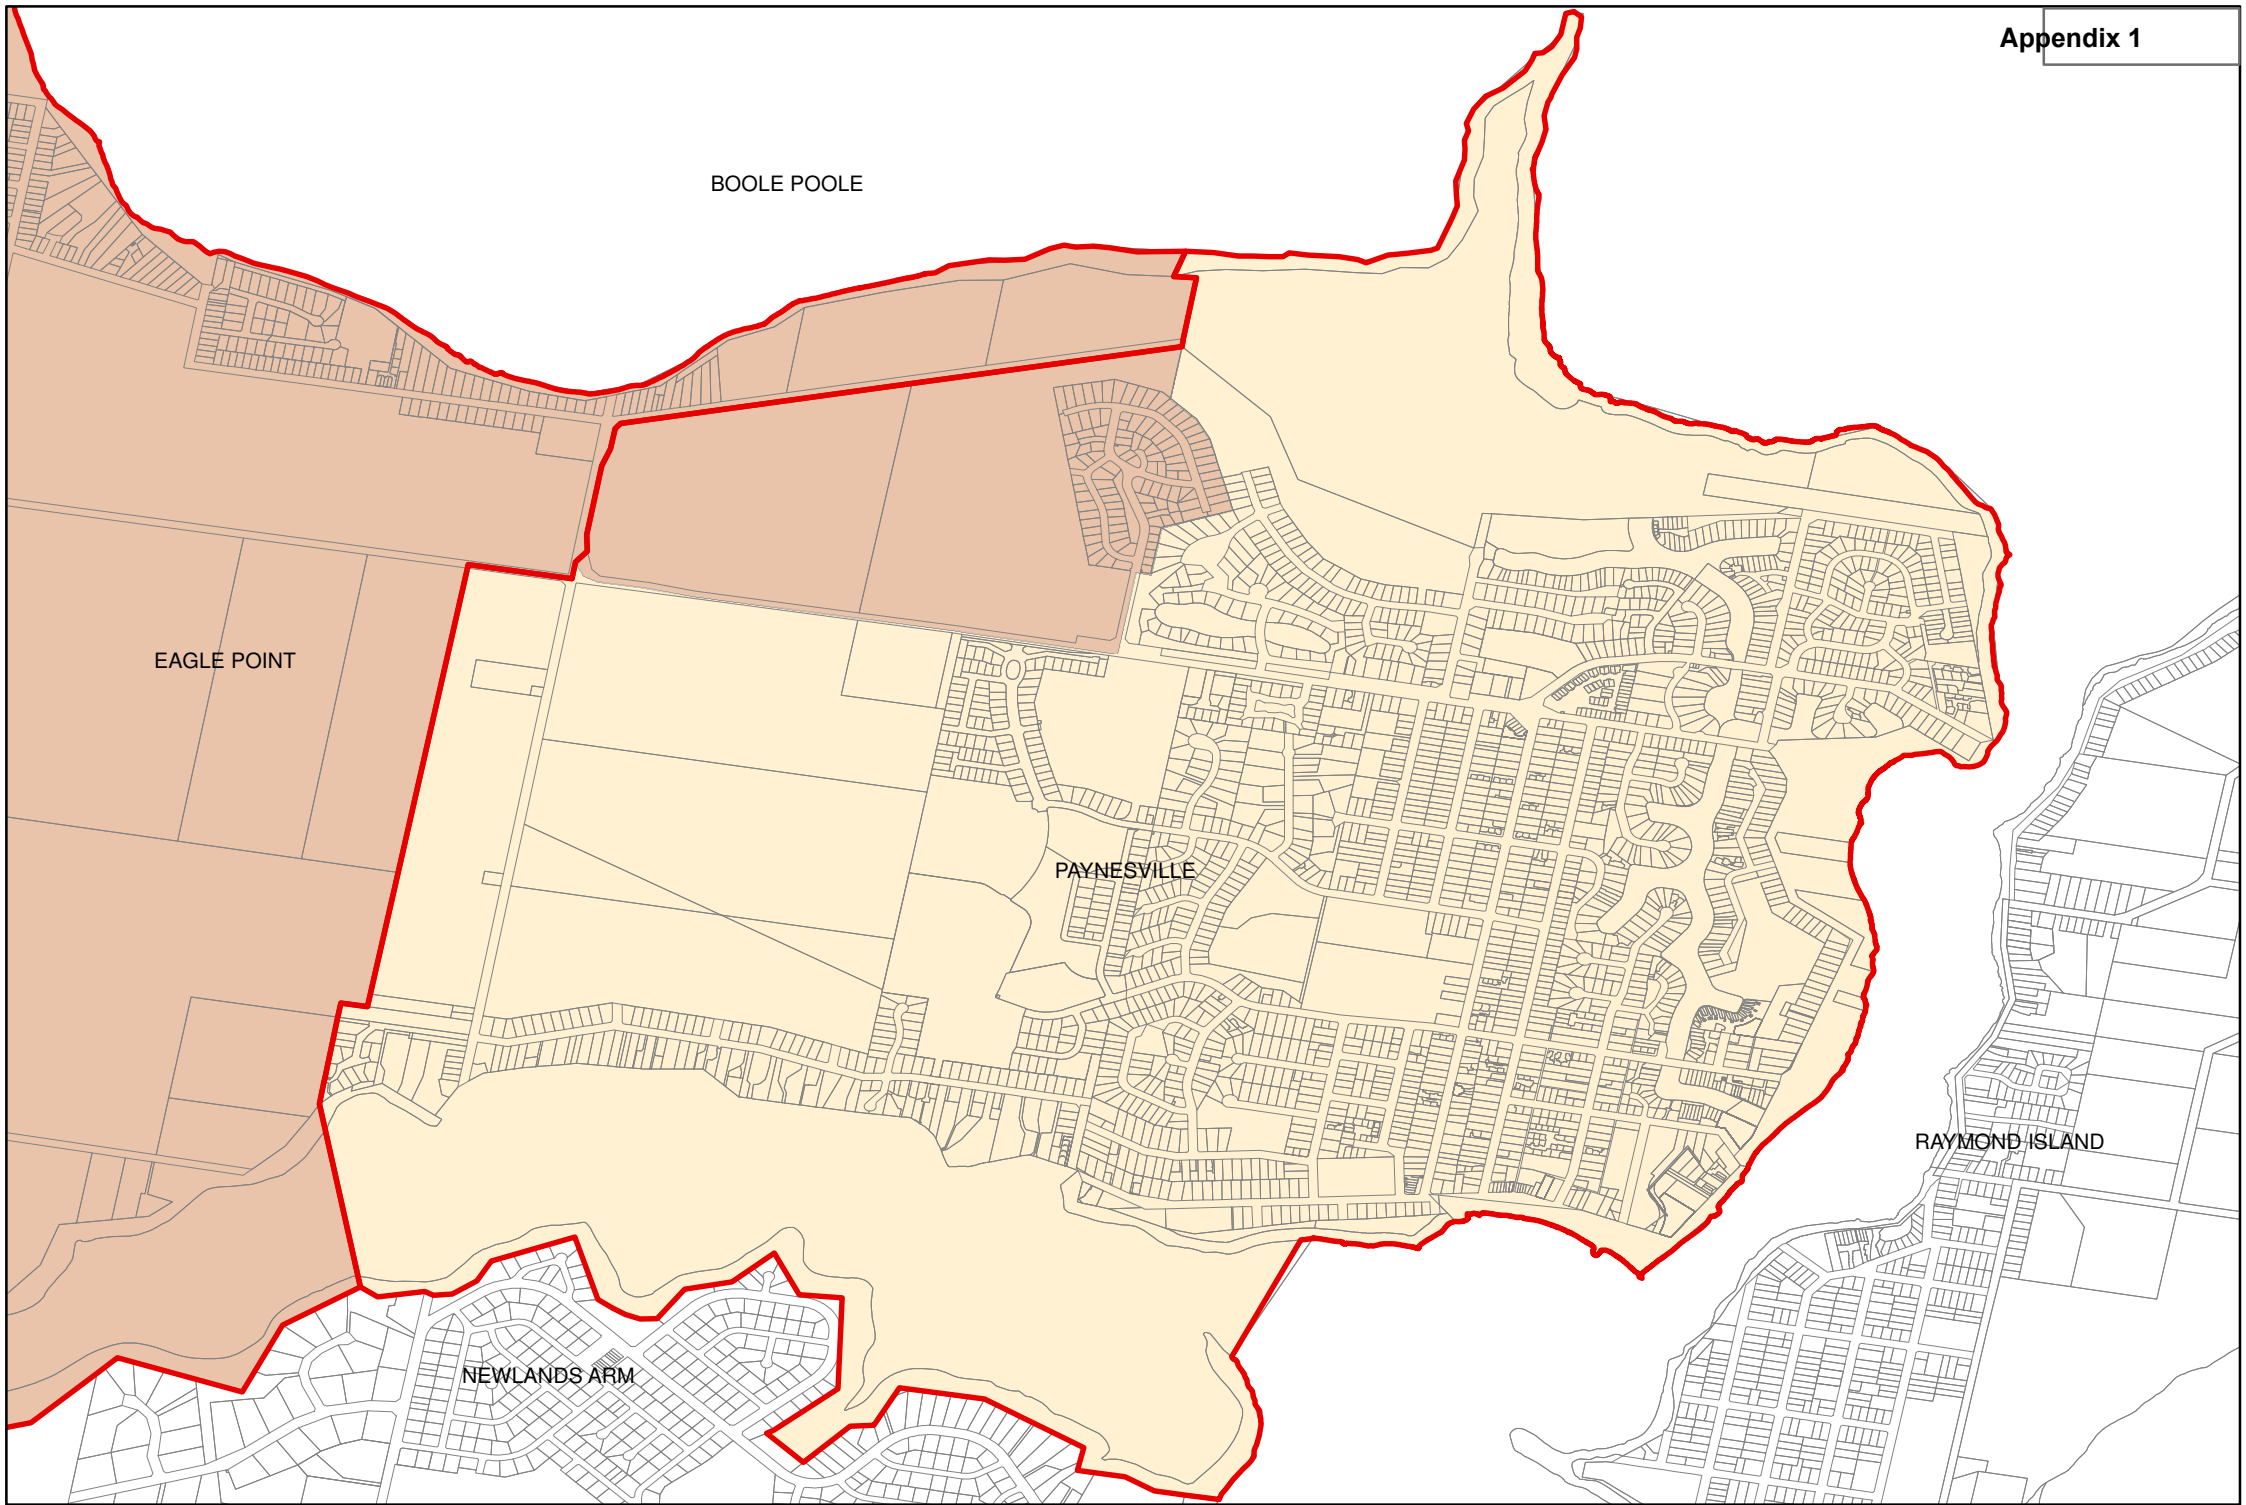 Appendix 1
BOOLE POOLE
EAGLE POINT
PAYNESVILLE
RAYMOND ISLAND
NEWLANDS ARM